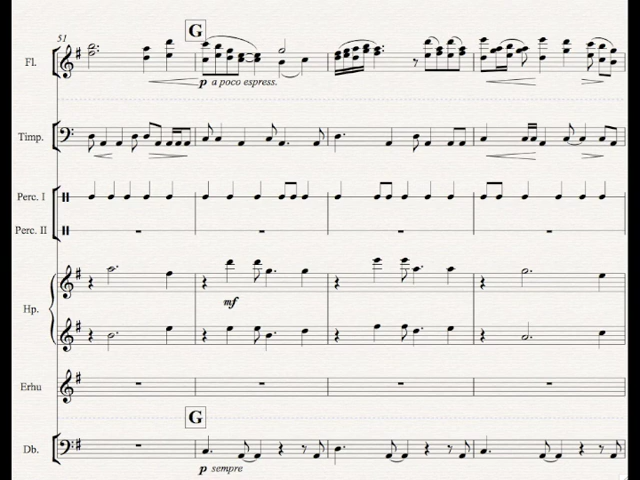 51
G
Fl.
p a poco espress.
Timp.
Perc. I
Perc. II
Hp.
mf
Erhu
G
Db.
p sempre